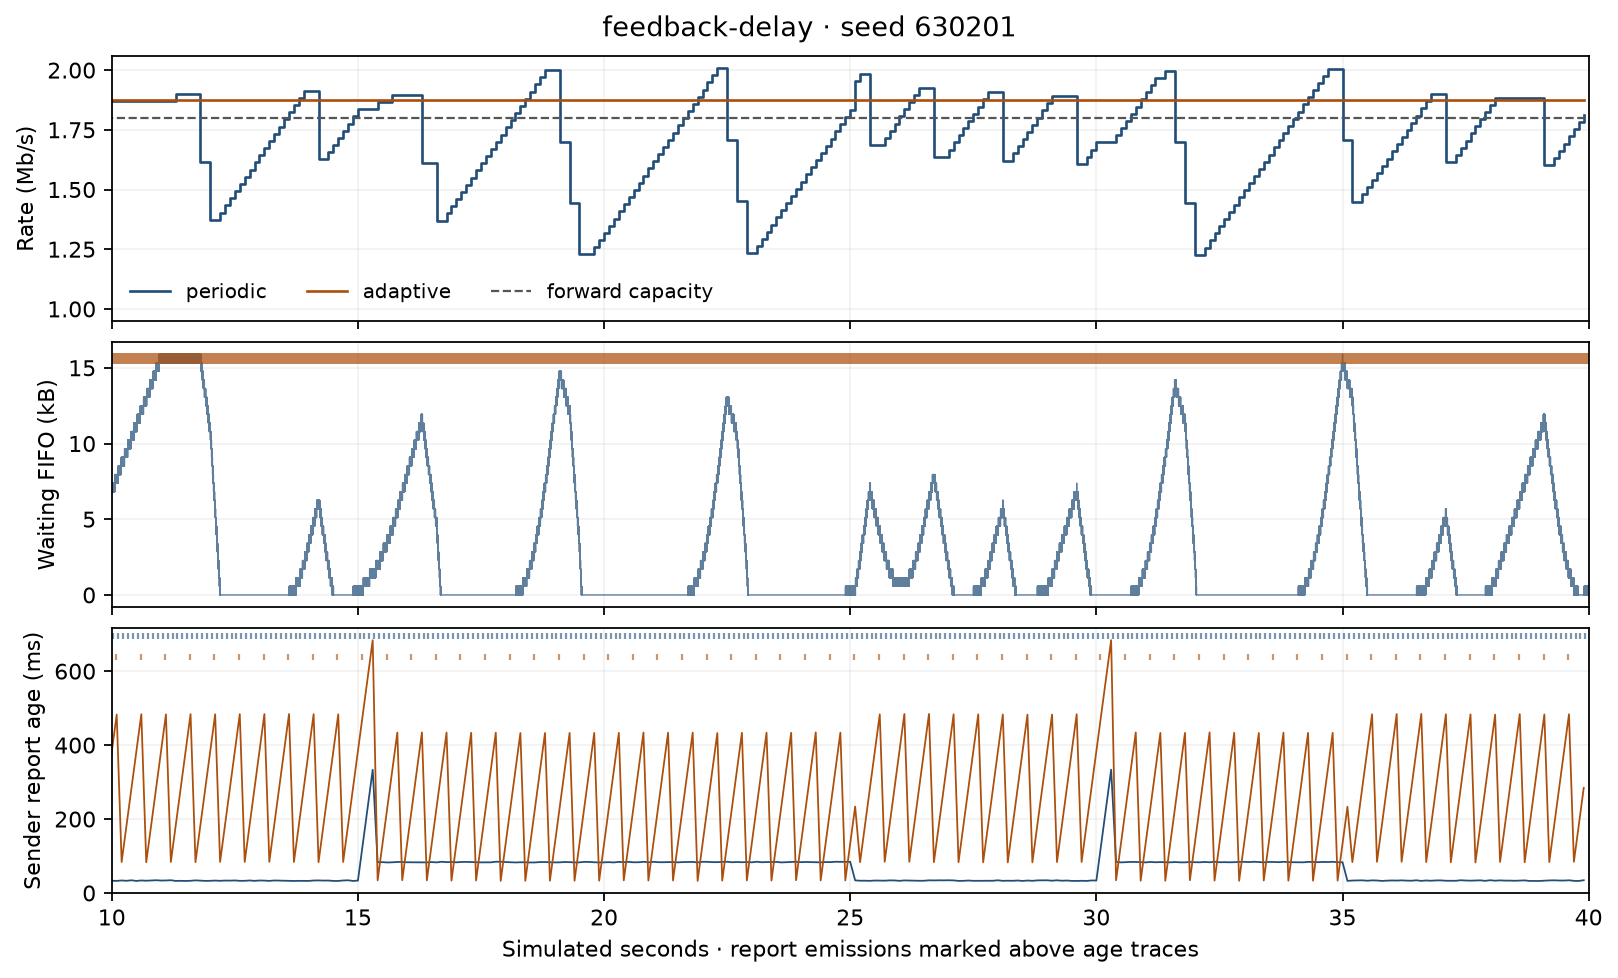 feedback-delay · seed 630201
Rate (Mb/s)
2.00
1.75
1.50
1.25
1.00
periodic
adaptive
forward capacity
Waiting FIFO (kB)
15
10
5
0
Sender report age (ms)
600
400
200
0
10 15 20 25 30 35 40
Simulated seconds · report emissions marked above age traces